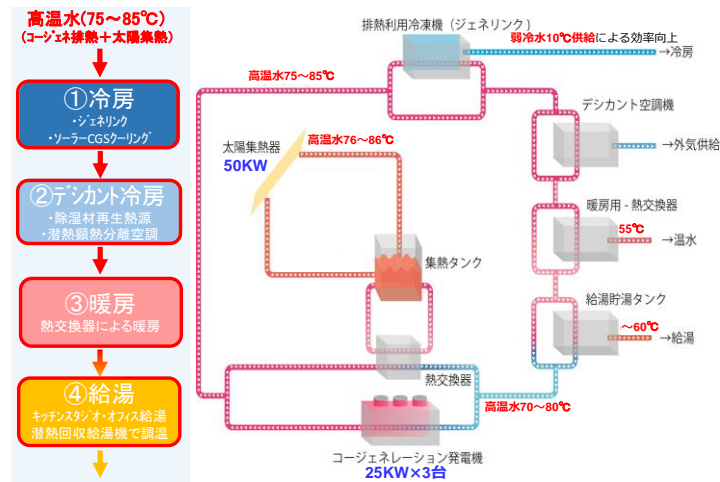 高温水(75～85℃)
(コージェネ排熱＋太陽集熱)
①冷房
・ジェネリンク
・ソーラーCGSクーリング
②デシカント冷房
・除湿材再生熱源
・潜熱顕熱分離空調
③暖房
熱交換器による暖房
④給湯
キッチンスタジオ・オフィス給湯
潜熱回収給湯機で調温
排熱利用冷凍機（ジェネリンク）
弱冷水10℃供給による効率向上
→冷房
高温水75～85℃
デシカント空調機
→外気供給
太陽集熱器
50KW
高温水76～86℃
集熱タンク
暖房用 - 熱交換器
55℃
→温水
給湯貯湯タンク
～60℃
→給湯
熱交換器
高温水70～80℃
コージェネレーション発電機
25KW×3台